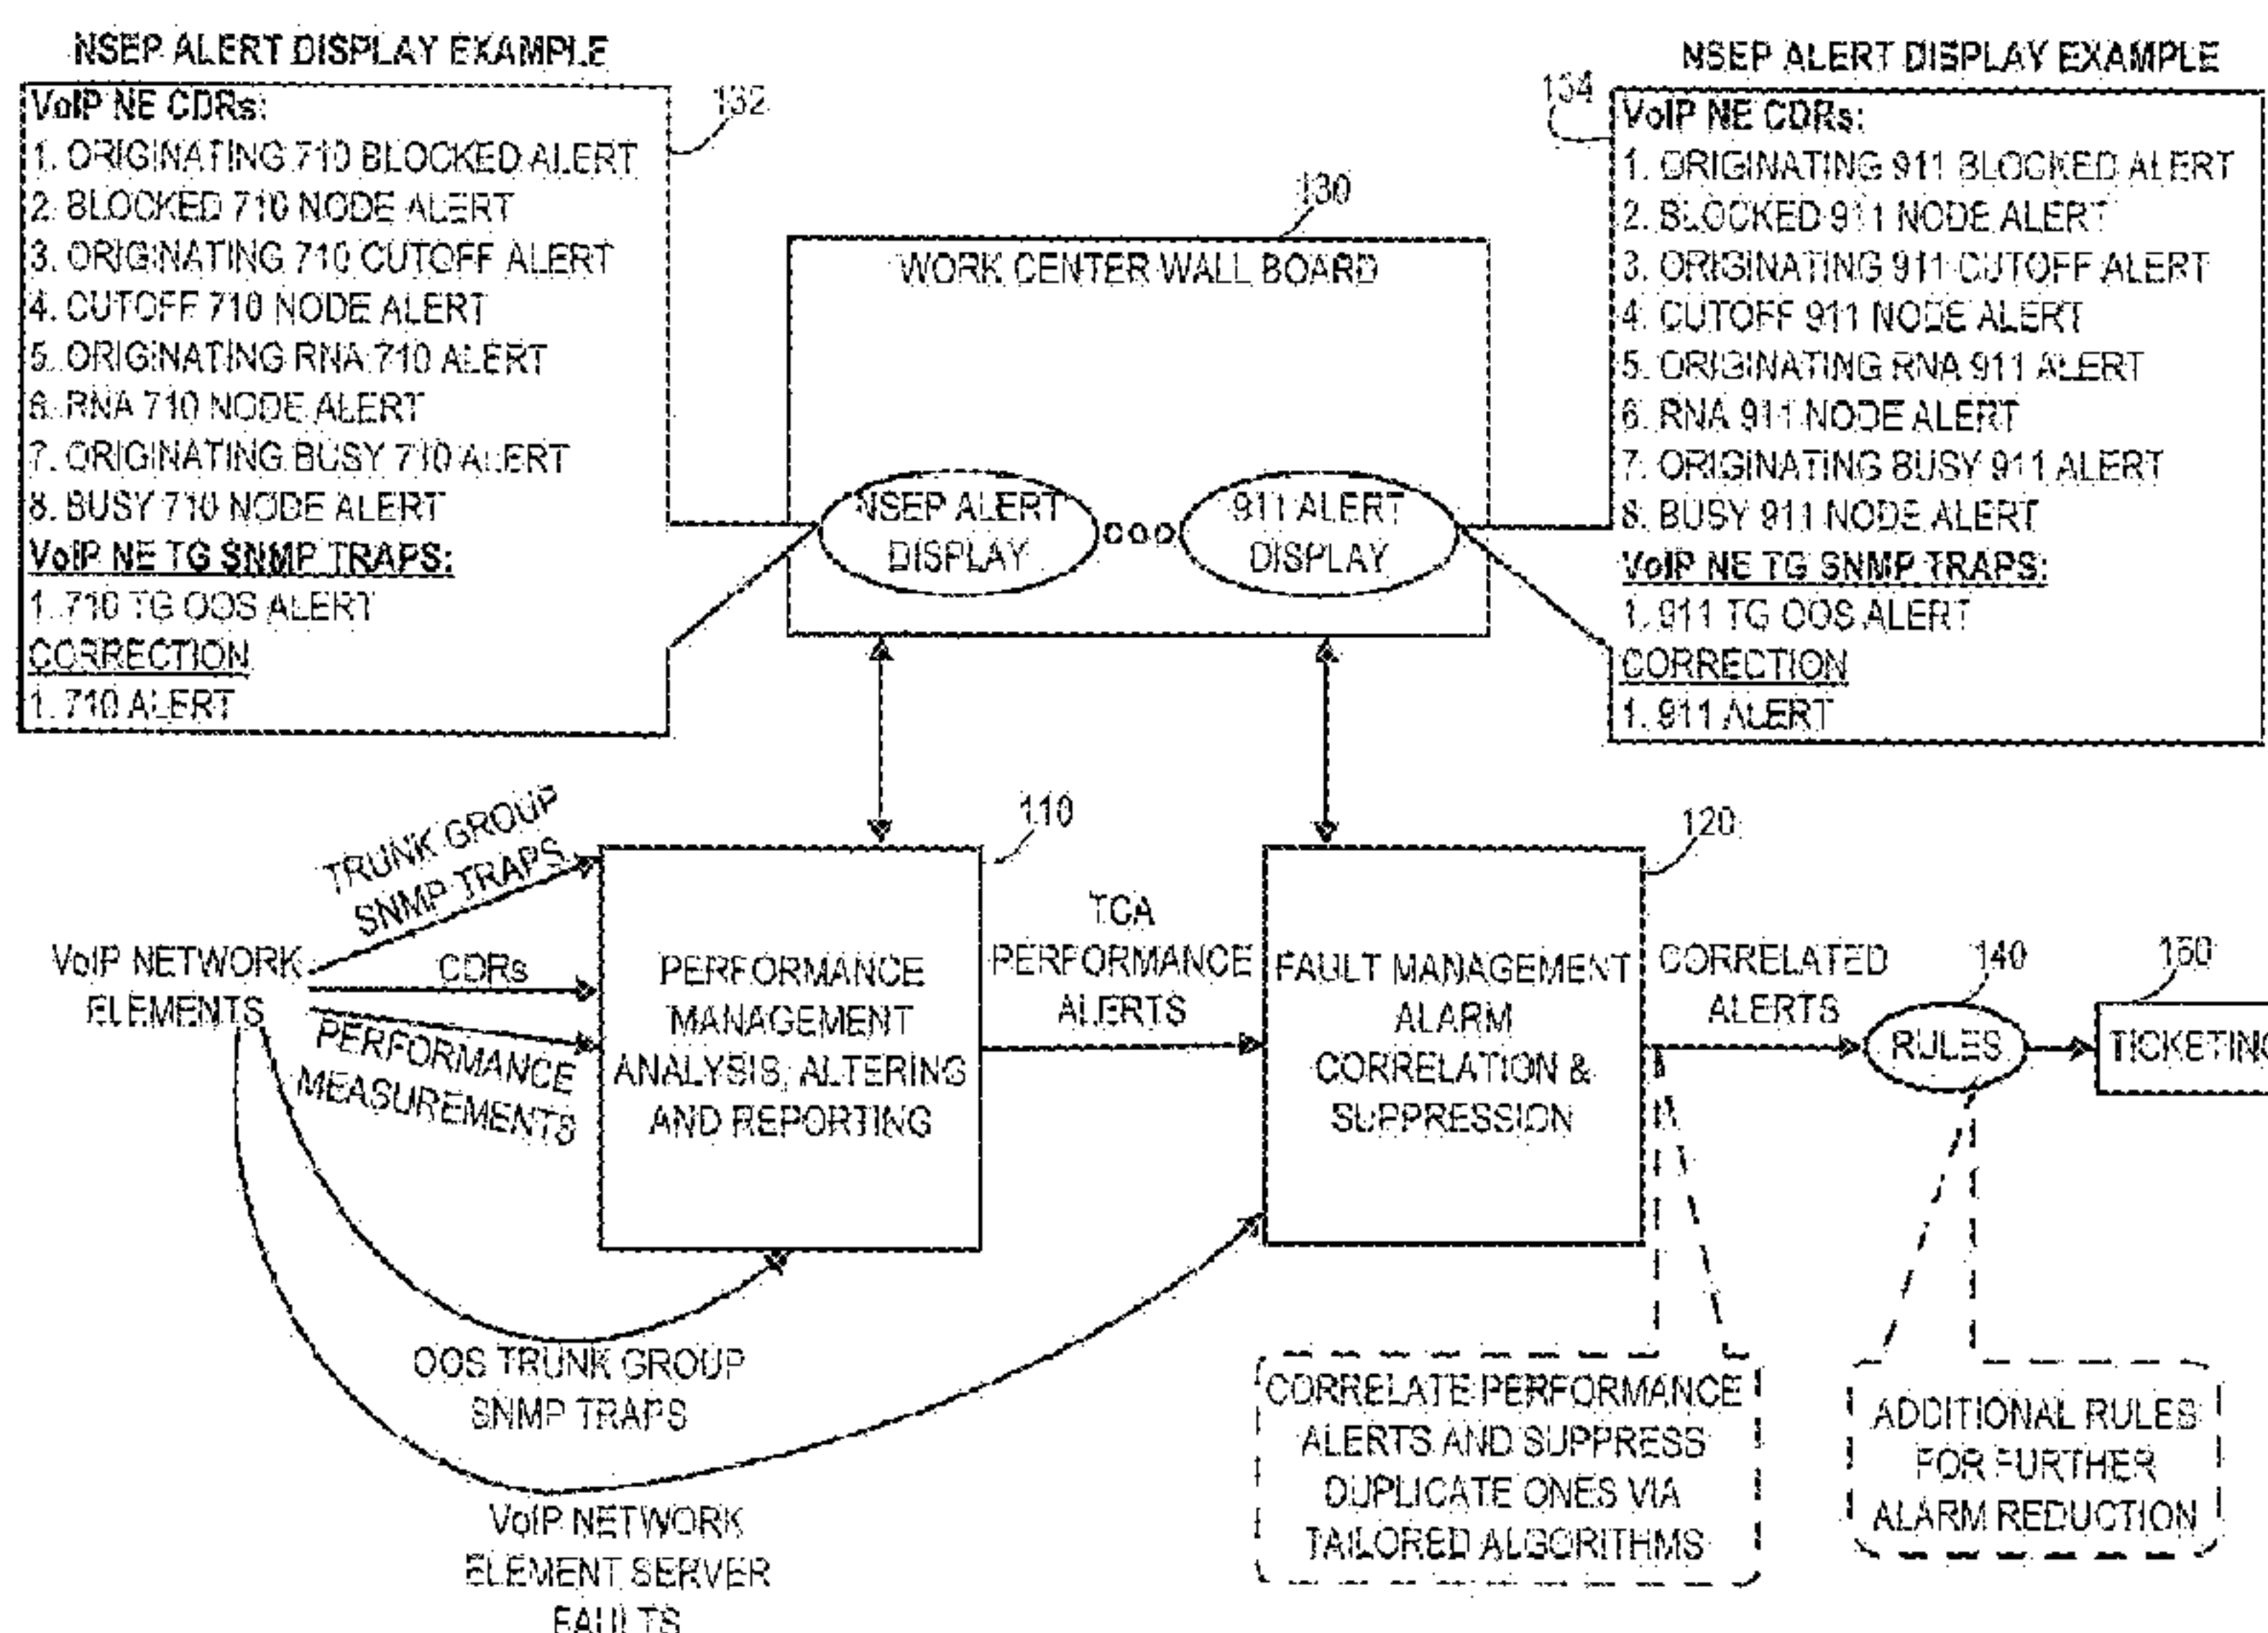 NSEP ALERT DISPLAY EXAMPLE
VoIP NE CDRs:
1. ORIGINATING 710 BLOCKED ALERT
2. BLOCKED 710 NODE ALERT
3. ORIGINATING 710 CUTOFF ALERT
4. CUTOFF 710 NODE ALERT
5. ORIGINATING RNA 710 ALERT
6. RNA 710 NODE ALERT
7. ORIGINATING BUSY 710 ALERT
8. BUSY 710 NODE ALERT
VoIP NE TG SNMP TRAPS:
1. 710 TG OOS ALERT
CORRECTION
1. 710 ALERT
132
130
WORK CENTER WALL BOARD
NSEP ALERT
DISPLAY
911 ALERT
DISPLAY
NSEP ALERT DISPLAY EXAMPLE
134
VoIP NE CDRs:
1. ORIGINATING 911 BLOCKED ALERT
2. BLOCKED 911 NODE ALERT
3. ORIGINATING 911 CUTOFF ALERT
4. CUTOFF 911 NODE ALERT
5. ORIGINATING RNA 911 ALERT
6. RNA 911 NODE ALERT
7. ORIGINATING BUSY 911 ALERT
8. BUSY 911 NODE ALERT
VoIP NE TG SNMP TRAPS:
1. 911 TG OOS ALERT
CORRECTION
1. 911 ALERT
VoIP NETWORK
ELEMENTS
TRUNK GROUP
SNMP TRAPS
CDRs
PERFORMANCE
MEASUREMENTS
110
PERFORMANCE
MANAGEMENT
ANALYSIS, ALTERING
AND REPORTING
TCA
PERFORMANCE
ALERTS
120
FAULT MANAGEMENT
ALARM
CORRELATION &
SUPPRESSION
CORRELATED
ALERTS
140
RULES
150
TICKETING
OOS TRUNK GROUP
SNMP TRAPS
VoIP NETWORK
ELEMENT SERVER
FAULTS
CORRELATE PERFORMANCE
ALERTS AND SUPPRESS
DUPLICATE ONES VIA
TAILORED ALGORITHMS
ADDITIONAL RULES
FOR FURTHER
ALARM REDUCTION